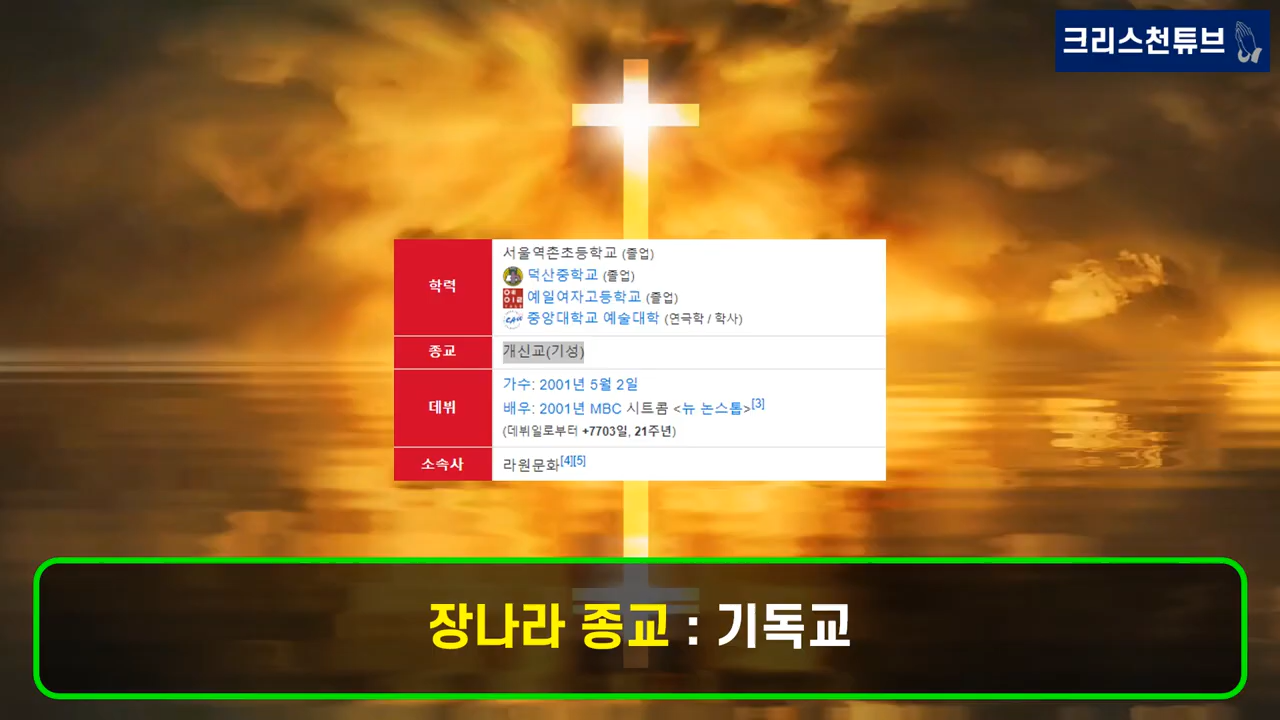 크리스천튜브
학력
서울역촌초등학교 (졸업)
덕산중학교 (졸업)
예일여자고등학교 (졸업)
중앙대학교 예술대학 (연극학 / 학사)
종교
개신교(기성)
데뷔
가수: 2001년 5월 2일
배우: 2001년 MBC 시트콤 <뉴 논스톱>[3]
(데뷔일로부터 +7703일, 21주년)
소속사
라원문화[4][5]
장나라 종교 : 기독교